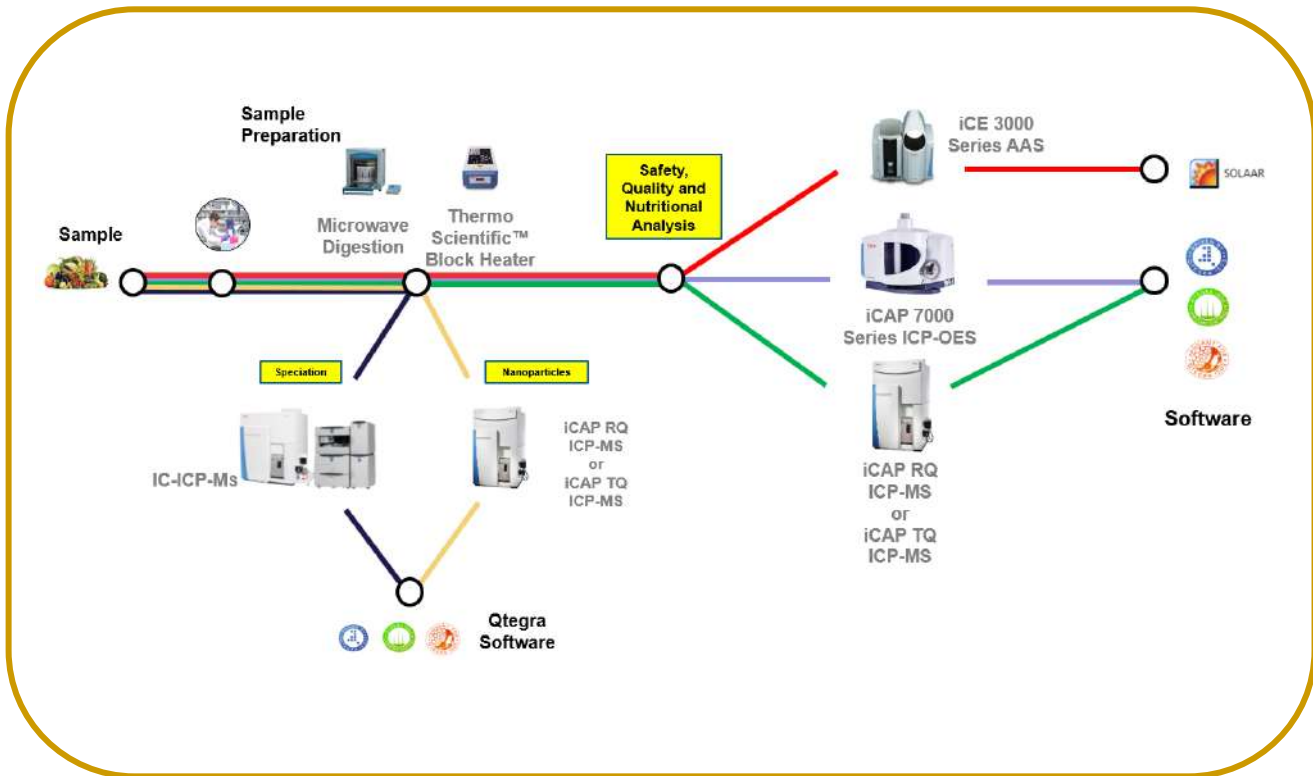 Sample
Preparation
Sample
Microwave
Digestion
Thermo
Scientific™
Block Heater
Safety,
Quality and
Nutritional
Analysis
iCE 3000
Series AAS
SOLAAR
iCAP 7000
Series ICP-OES
Software
iCAP RQ
ICP-MS
or
iCAP TQ
ICP-MS
Speciation
Nanoparticles
IC-ICP-Ms
iCAP RQ
ICP-MS
or
iCAP TQ
ICP-MS
Qtegra
Software